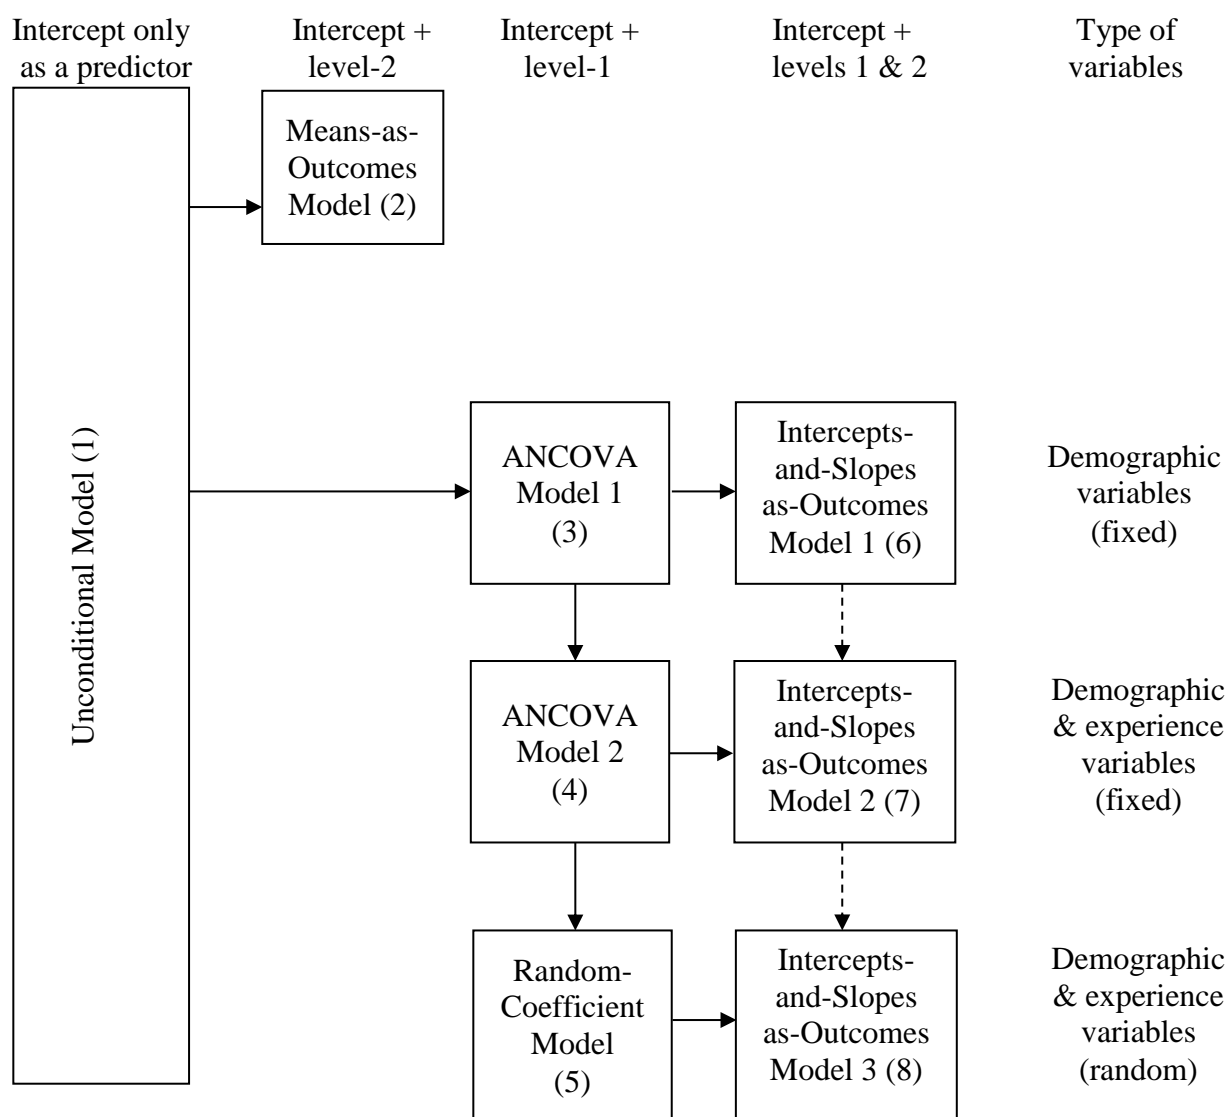 Intercept only
as a predictor
Intercept +
level-2
Intercept +
level-1
Intercept +
levels 1 & 2
Type of
variables
Unconditional Model (1)
Means-as-
Outcomes
Model (2)
ANCOVA
Model 1
(3)
Intercepts-
and-Slopes
as-Outcomes
Model 1 (6)
Demographic
variables
(fixed)
ANCOVA
Model 2
(4)
Intercepts-
and-Slopes
as-Outcomes
Model 2 (7)
Demographic
& experience
variables
(fixed)
Random-
Coefficient
Model
(5)
Intercepts-
and-Slopes
as-Outcomes
Model 3 (8)
Demographic
& experience
variables
(random)